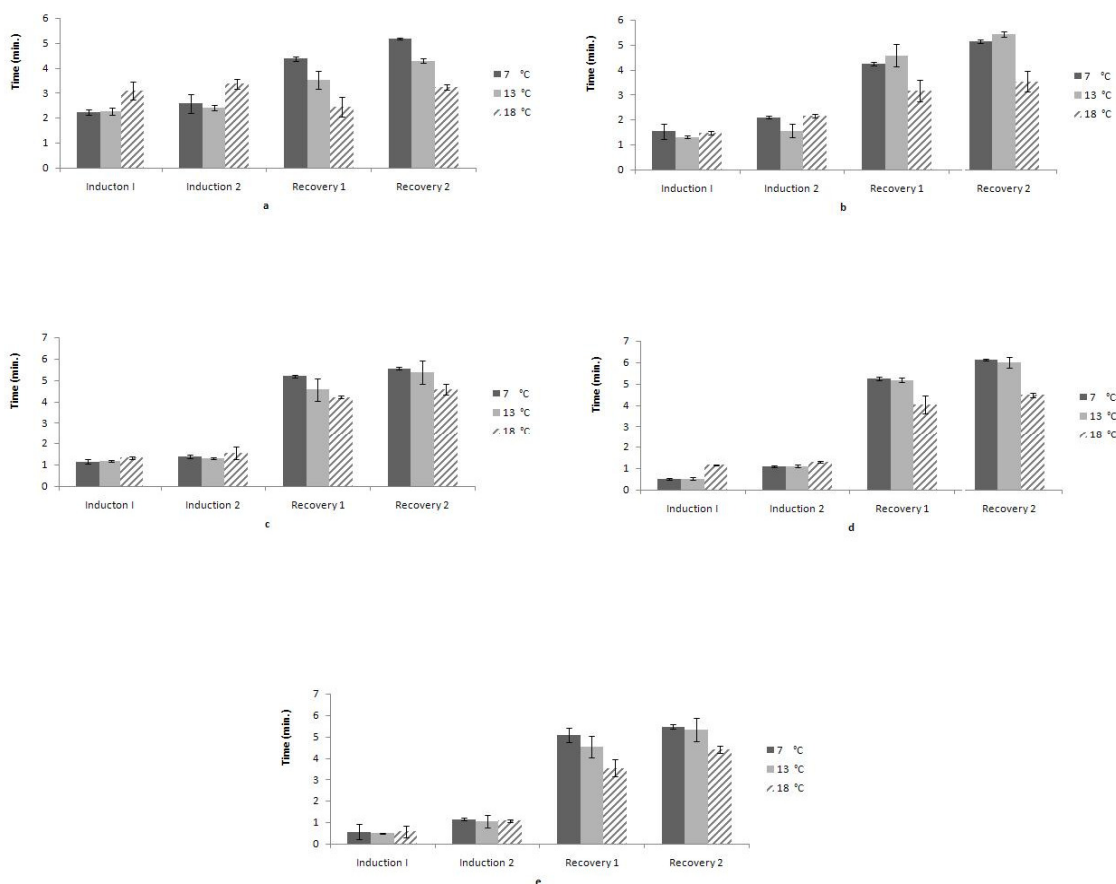 Time (min.)
6
5
4
3
2
1
0
Inducton I
Induction 2
Recovery 1
Recovery 2
7 °C
13 °C
18 °C
a
Time (min.)
6
5
4
3
2
1
0
Induction I
Induction 2
Recovery 1
Recovery 2
7 °C
13 °C
18 °C
b
Time (min.)
7
6
5
4
3
2
1
0
Inducton I
Induction 2
Recovery 1
Recovery 2
7 °C
13 °C
18 °C
c
Time (min.)
7
6
5
4
3
2
1
0
Induction I
Induction 2
Recovery 1
Recovery 2
7 °C
13 °C
18 °C
d
Time (min.)
7
6
5
4
3
2
1
0
Induction I
Induction 2
Recovery 1
Recovery 2
7 °C
13 °C
18 °C
e